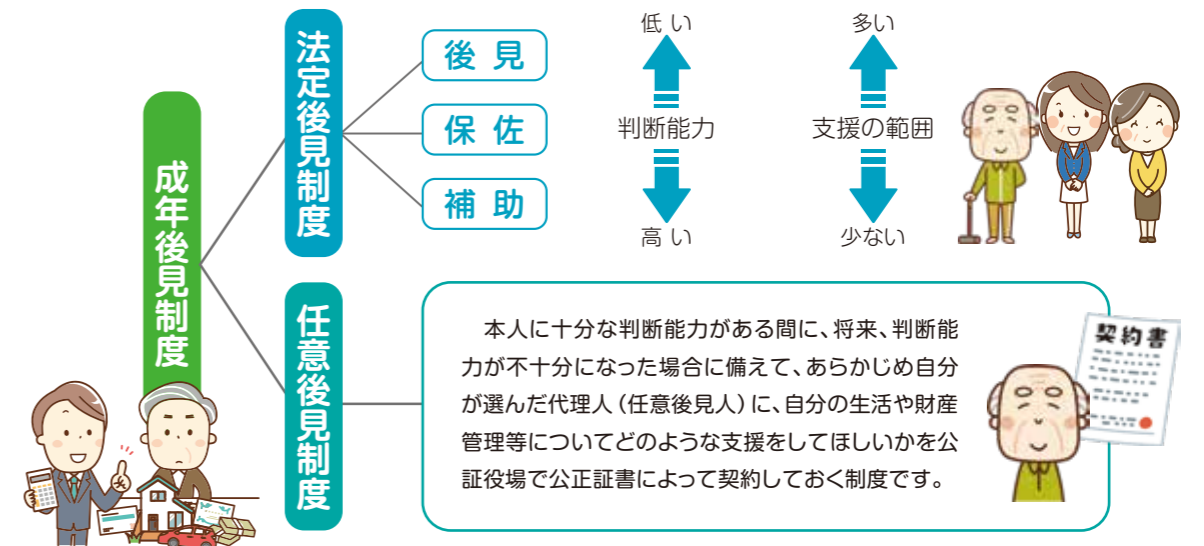 成年後見制度
法定後見制度
後見
保佐
補助
低い
判断能力
高い
多い
支援の範囲
少ない
任意後見制度
本人に十分な判断能力がある間に、将来、判断能
力が不十分になった場合に備えて、あらかじめ自分
が選んだ代理人（任意後見人）に、自分の生活や財産
管理等についてどのような支援をしてほしいかを公
証役場で公正証書によって契約しておく制度です。
契約書